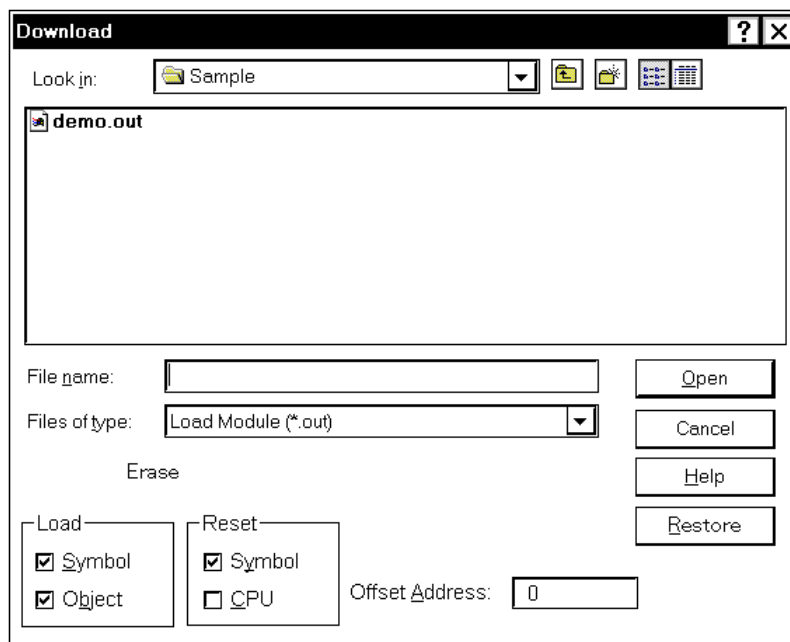 Download
Look in: Sample
demo.out
File name:
Open
Files of type: Load Module (*.out)
Cancel
Erase
Help
Restore
Load
Reset
Symbol
Symbol
Object
CPU
Offset Address: 0